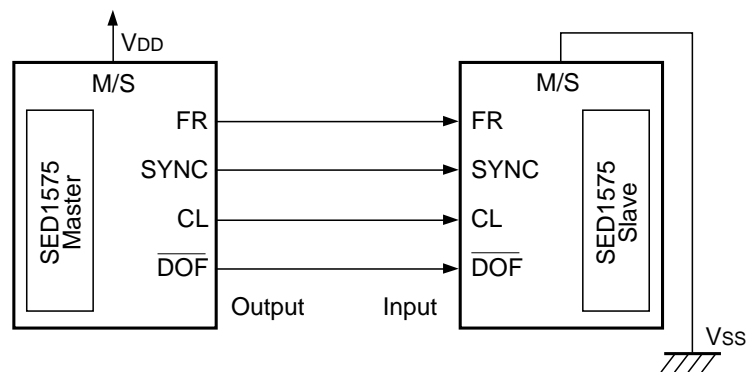 VDD
M/S
M/S
FR
FR
SYNC
SYNC
CL
CL
DOF
DOF
SED1575
Master
SED1575
Slave
Output
Input
VSS